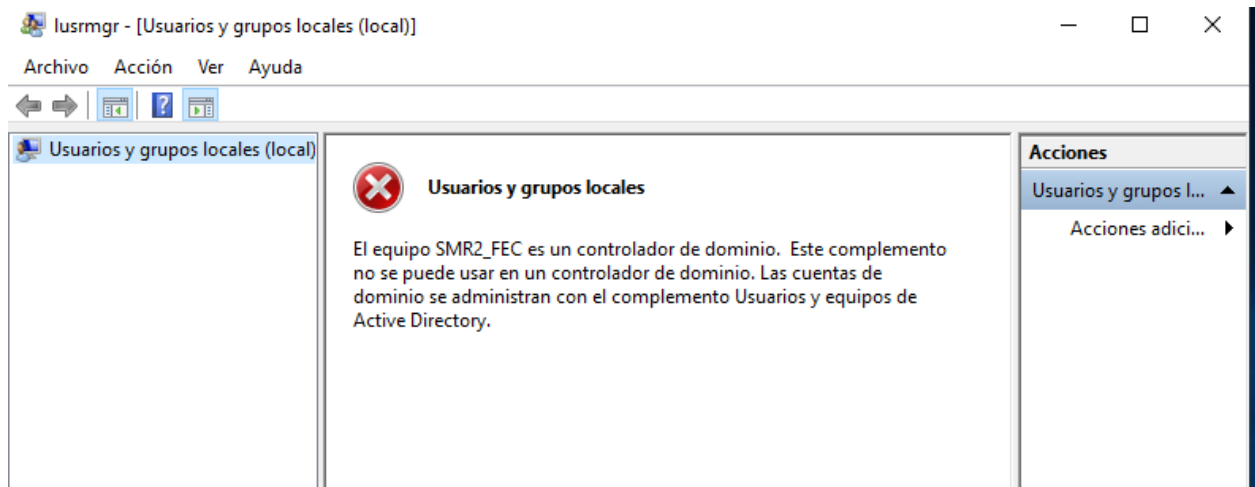 lusrmgr - [Usuarios y grupos locales (local)]
Archivo Acción Ver Ayuda
Usuarios y grupos locales (local)
Usuarios y grupos locales
El equipo SMR2_FEC es un controlador de dominio. Este complemento
no se puede usar en un controlador de dominio. Las cuentas de
dominio se administran con el complemento Usuarios y equipos de
Active Directory.
Acciones
Usuarios y grupos l...
Acciones adici...